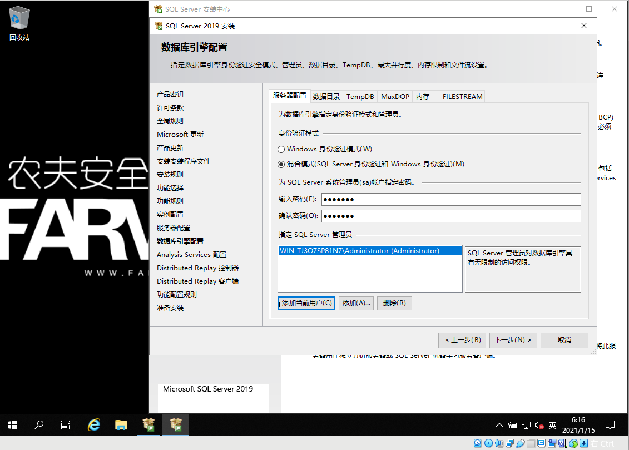 回收站
SQL Server 安装中心
SQL Server 2019 安装
数据库引擎配置
指定数据库引擎身份验证安全模式、管理员、数据目录、TempDB、最大并行度、内存限制和文件流设置。
产品密钥
许可条款
全局规则
Microsoft 更新
产品更新
安装安装程序文件
安装规则
功能选择
功能规则
实例配置
服务器配置
数据库引擎配置
Analysis Services 配置
Distributed Replay 控制器
Distributed Replay 客户端
功能配置规则
准备安装
服务器配置 数据目录 TempDB MaxDOP 内存 FILESTREAM
为数据库引擎指定身份验证模式和管理员。
身份验证模式
Windows 身份验证模式(W)
混合模式(SQL Server 身份验证和 Windows 身份验证)(M)
为 SQL Server 系统管理员(sa)帐户指定密码。
输入密码(E):
确认密码(O):
指定 SQL Server 管理员
\Administrator (Administrator)
SQL Server 管理员对数据库引擎具有无限制的访问权限。
添加当前用户(C) 添加(A)... 删除(R)
< 上一步(B) 下一步(N) > 取消
BCP)
必须
农夫安全
FARM
WWW.FAR
Microsoft SQL Server 2019
英
6:16
2021/1/15